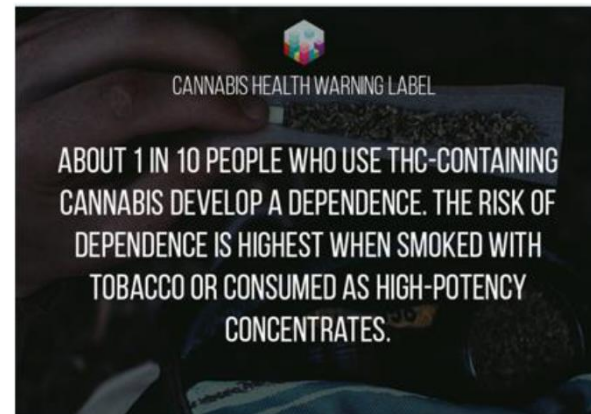 CANNABIS HEALTH WARNING LABEL
ABOUT 1 IN 10 PEOPLE WHO USE THC-CONTAINING
CANNABIS DEVELOP A DEPENDENCE. THE RISK OF
DEPENDENCE IS HIGHEST WHEN SMOKED WITH
TOBACCO OR CONSUMED AS HIGH-POTENCY
CONCENTRATES.